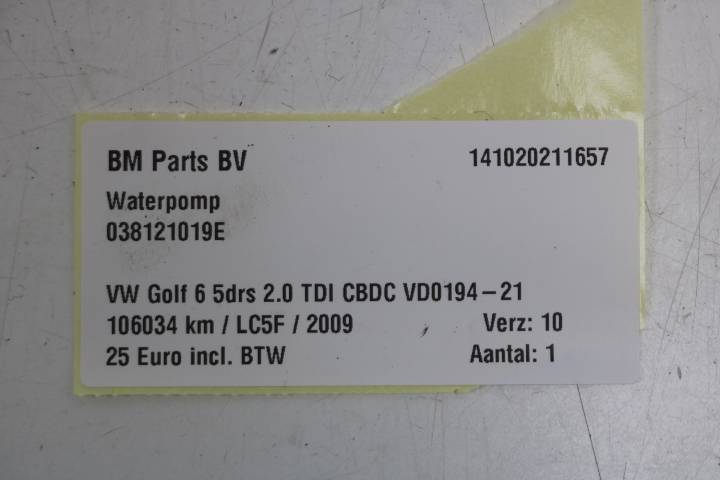 BM Parts BV 141020211657
Waterpomp
038121019E
VW Golf 6 5drs 2.0 TDI CBDC VD0194-21
106034 km / LC5F / 2009 Verz: 10
25 Euro incl. BTW Aantal: 1